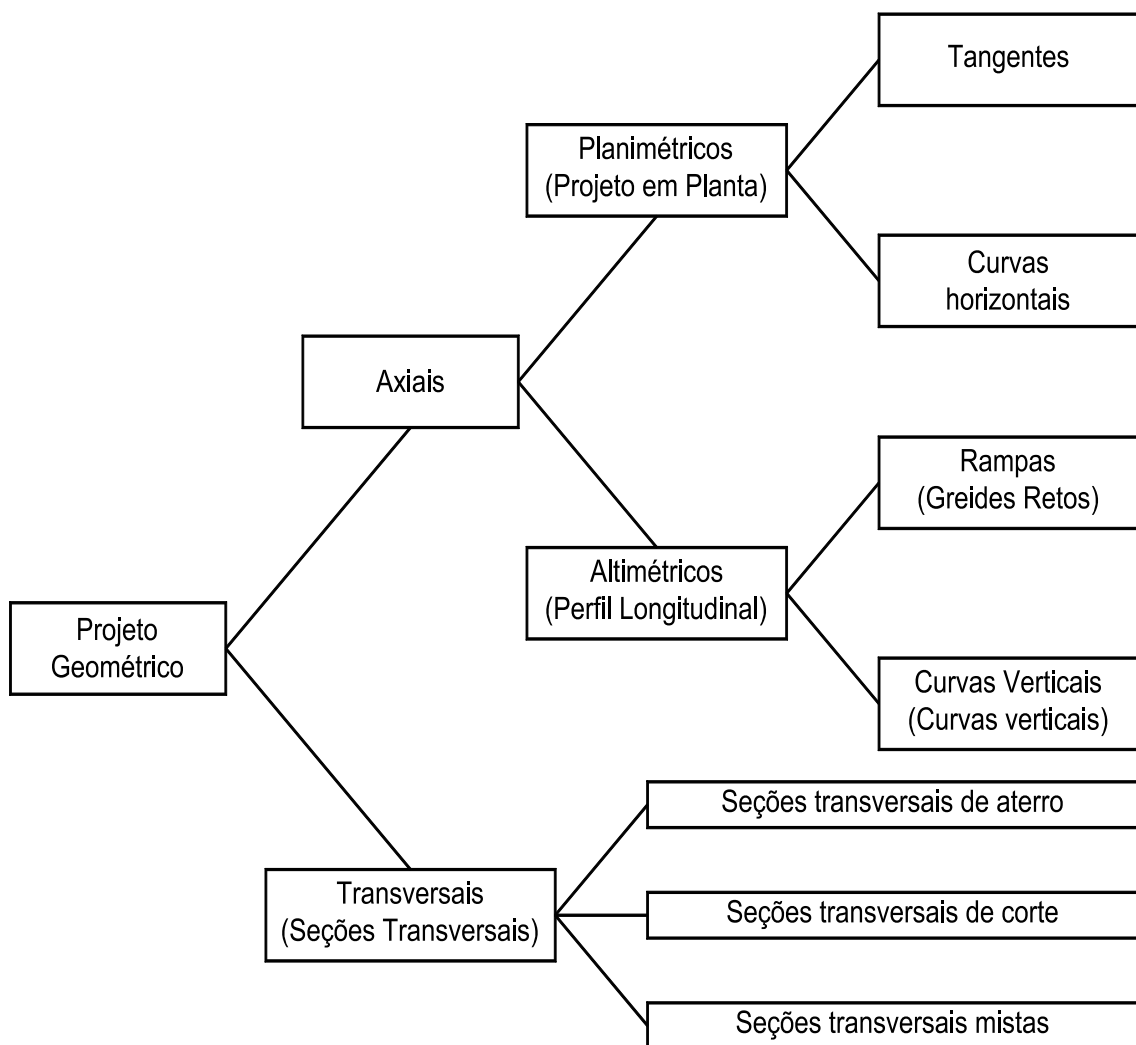 Tangentes
Planimétricos
(Projeto em Planta)
Curvas
horizontais
Axiais
Rampas
(Greides Retos)
Altimétricos
(Perfil Longitudinal)
Projeto
Geométrico
Curvas Verticais
(Curvas verticais)
Seções transversais de aterro
Transversais
(Seções Transversais)
Seções transversais de corte
Seções transversais mistas